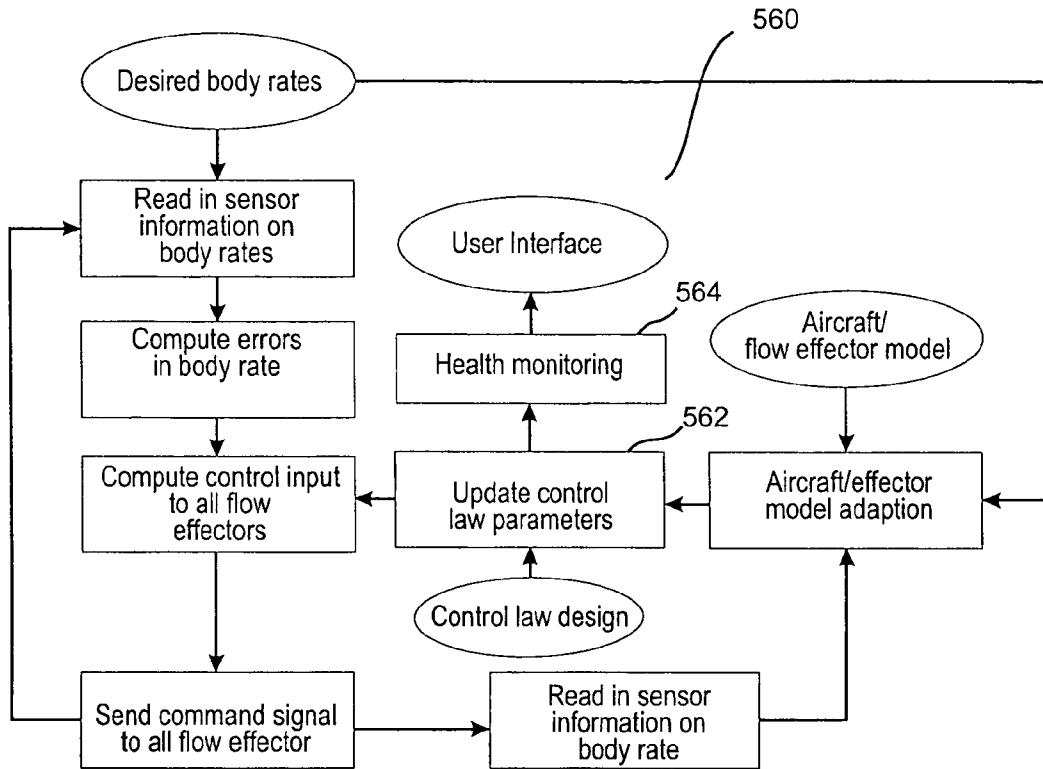 560
Desired body rates
Read in sensor
information on
body rates
User Interface
564
Compute errors
in body rate
Health monitoring
Aircraft/
flow effector model
562
Compute control input
to all flow
effectors
Update control
law parameters
Aircraft/effector
model adaption
Control law design
Send command signal
to all flow effector
Read in sensor
information on
body rate